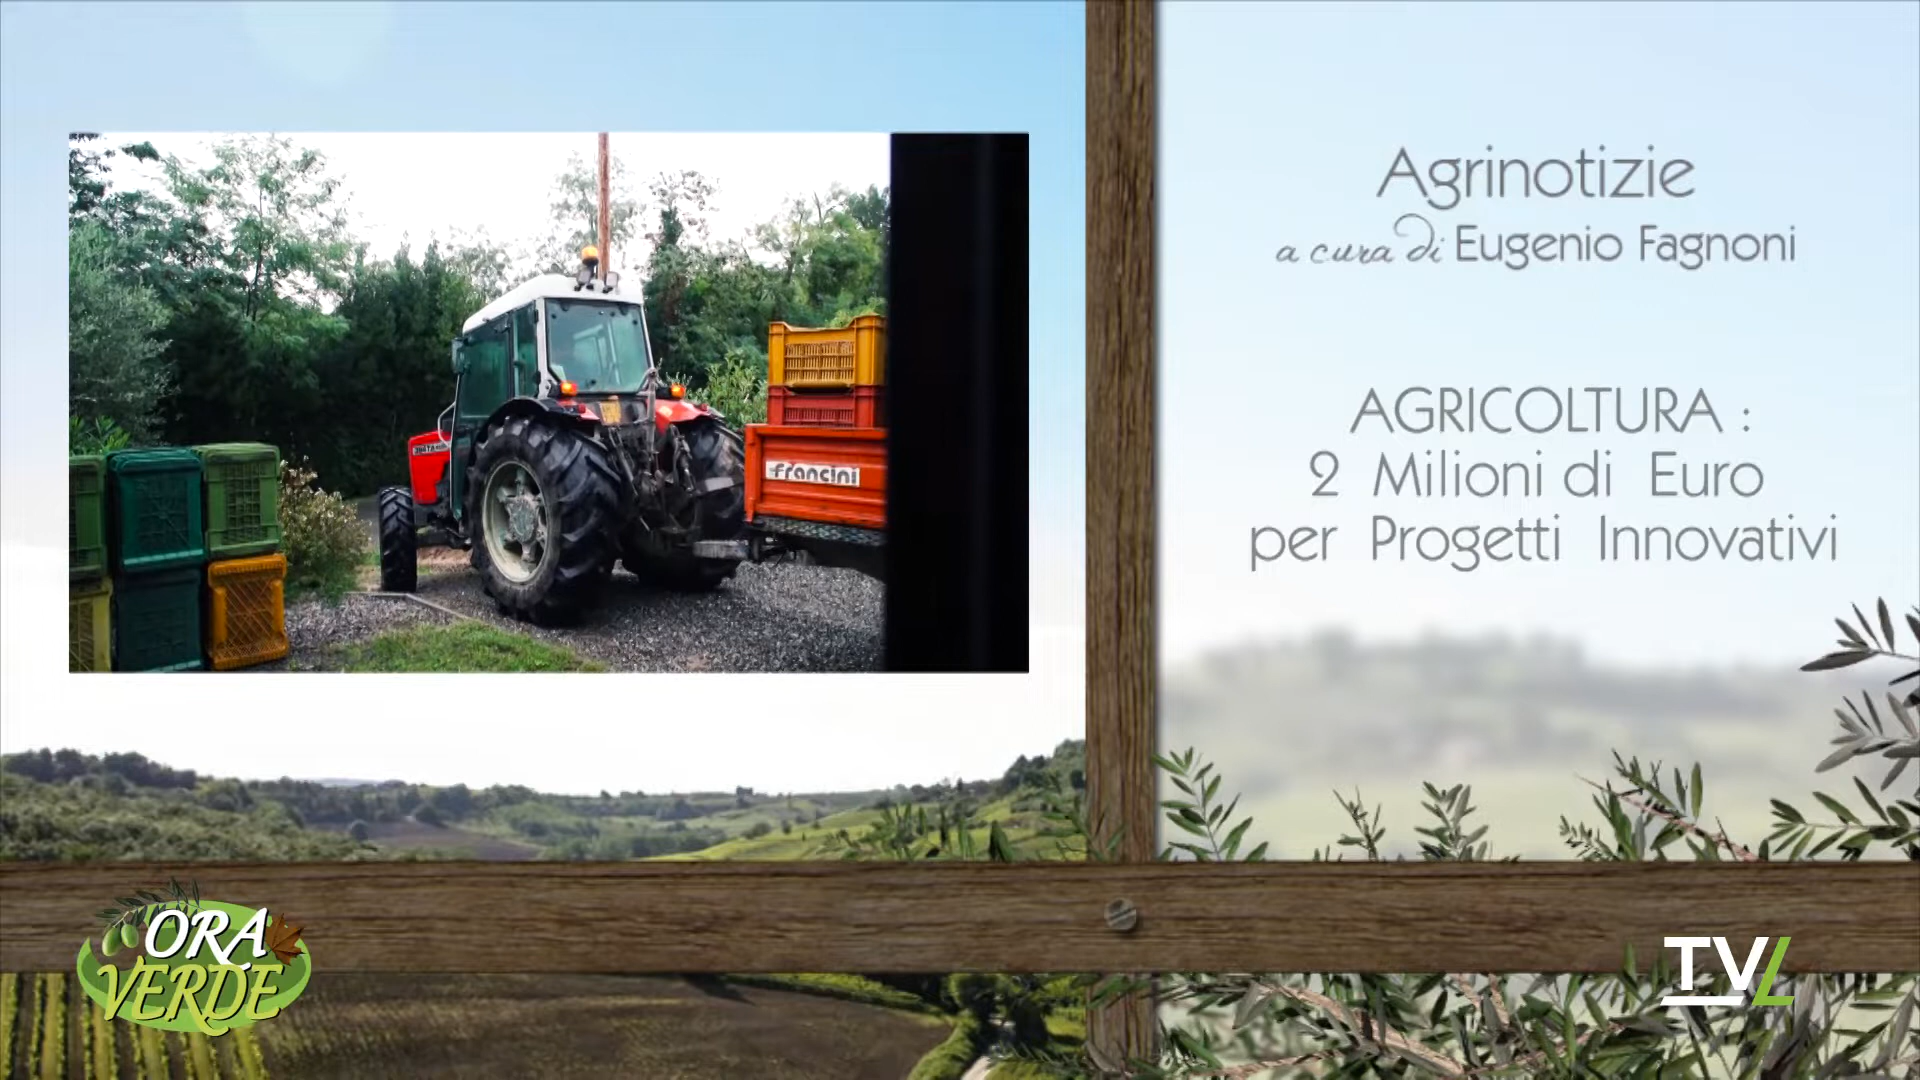 Agrinotizie
a cura di Eugenio Fagnoni
AGRICOLTURA :
2 Milioni di Euro
per Progetti Innovativi
francini
ORA
VERDE
TVL